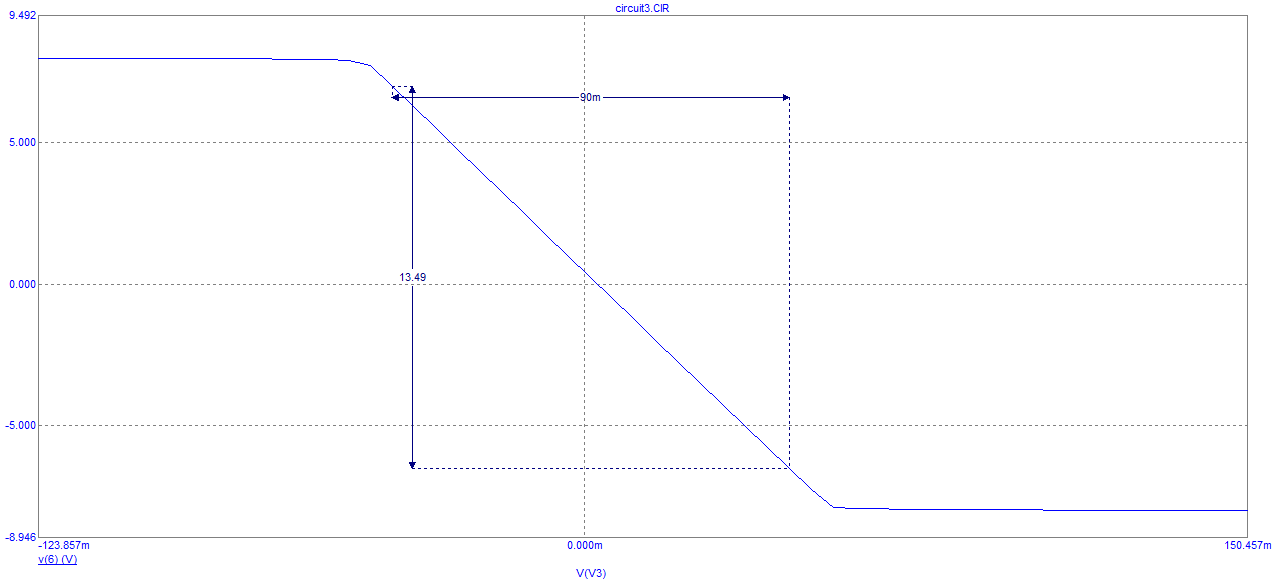 circuit3.CIR
9.492
90m
5.000
13.49
0.000
-5.000
-8.946
-123.857m 0.000m 150.457m
v(6) (V)
V(V3)